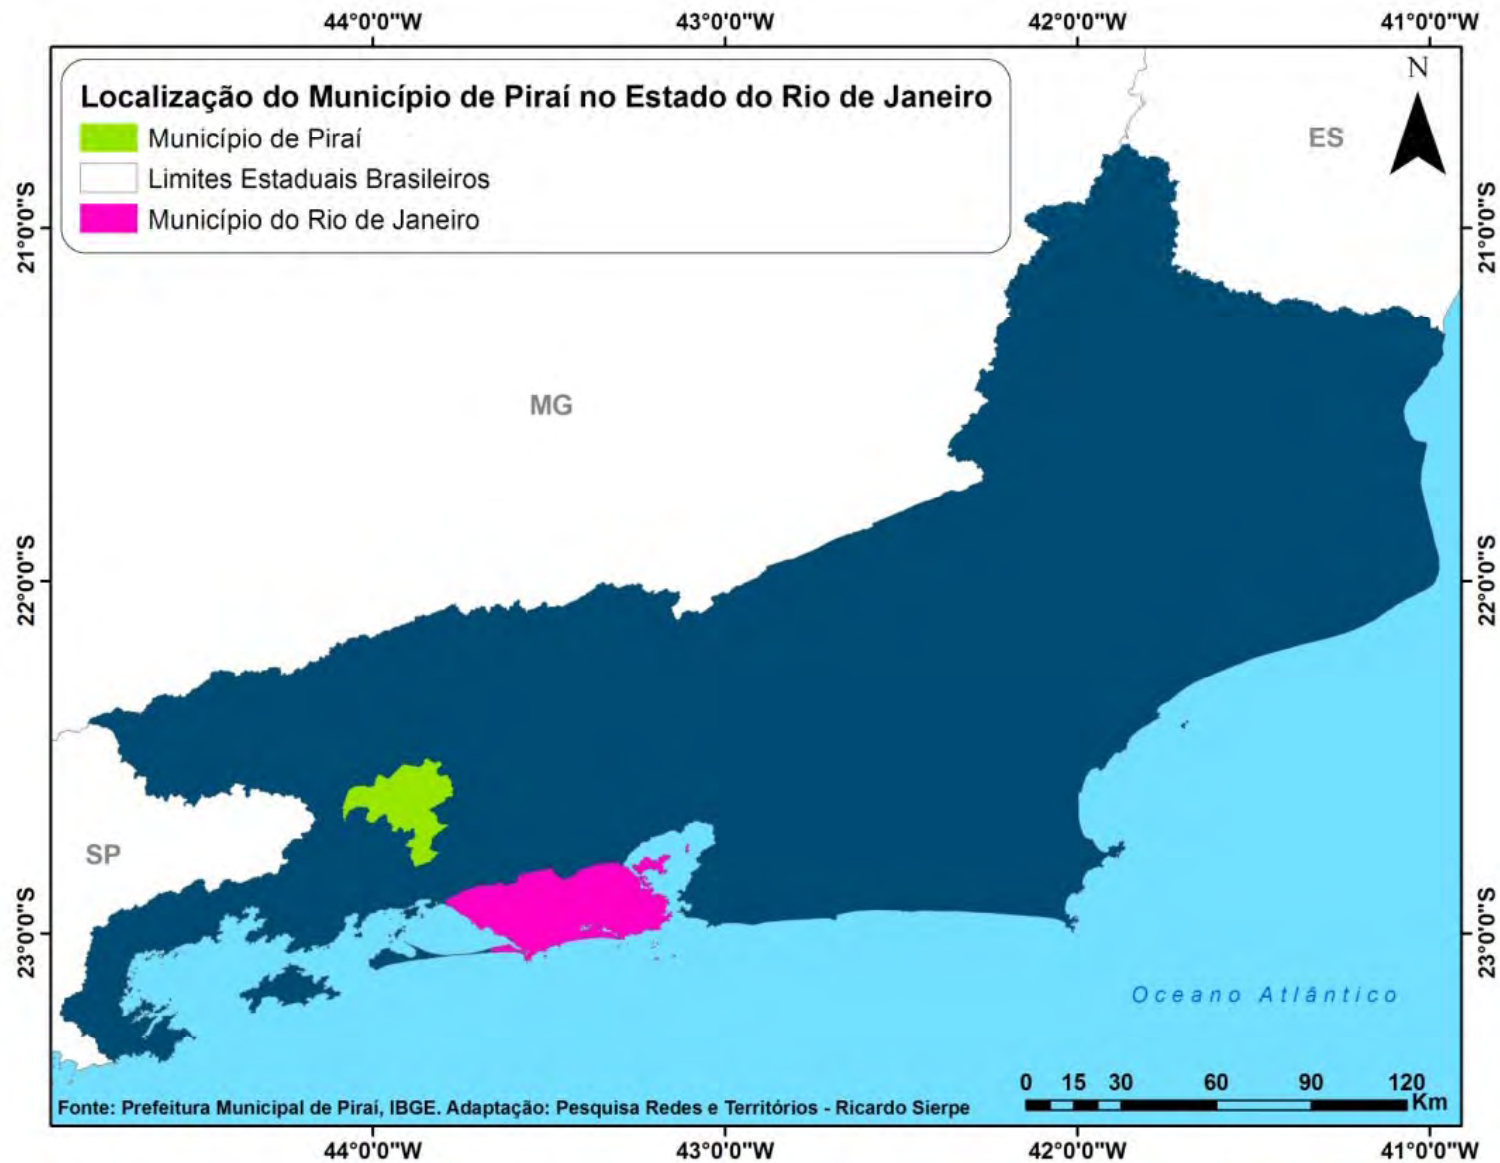 44°0'0"W 43°0'0"W 42°0'0"W 41°0'0"W
Localização do Município de Piraí no Estado do Rio de Janeiro
Município de Piraí
Limites Estaduais Brasileiros
Município do Rio de Janeiro
N
ES
21°0'0"S
21°0'0"S
MG
22°0'0"S
22°0'0"S
SP
23°0'0"S
23°0'0"S
Oceano Atlântico
0 15 30 60 90 120
Km
Fonte: Prefeitura Municipal de Piraí, IBGE. Adaptação: Pesquisa Redes e Territórios - Ricardo Sierpe
44°0'0"W 43°0'0"W 42°0'0"W 41°0'0"W